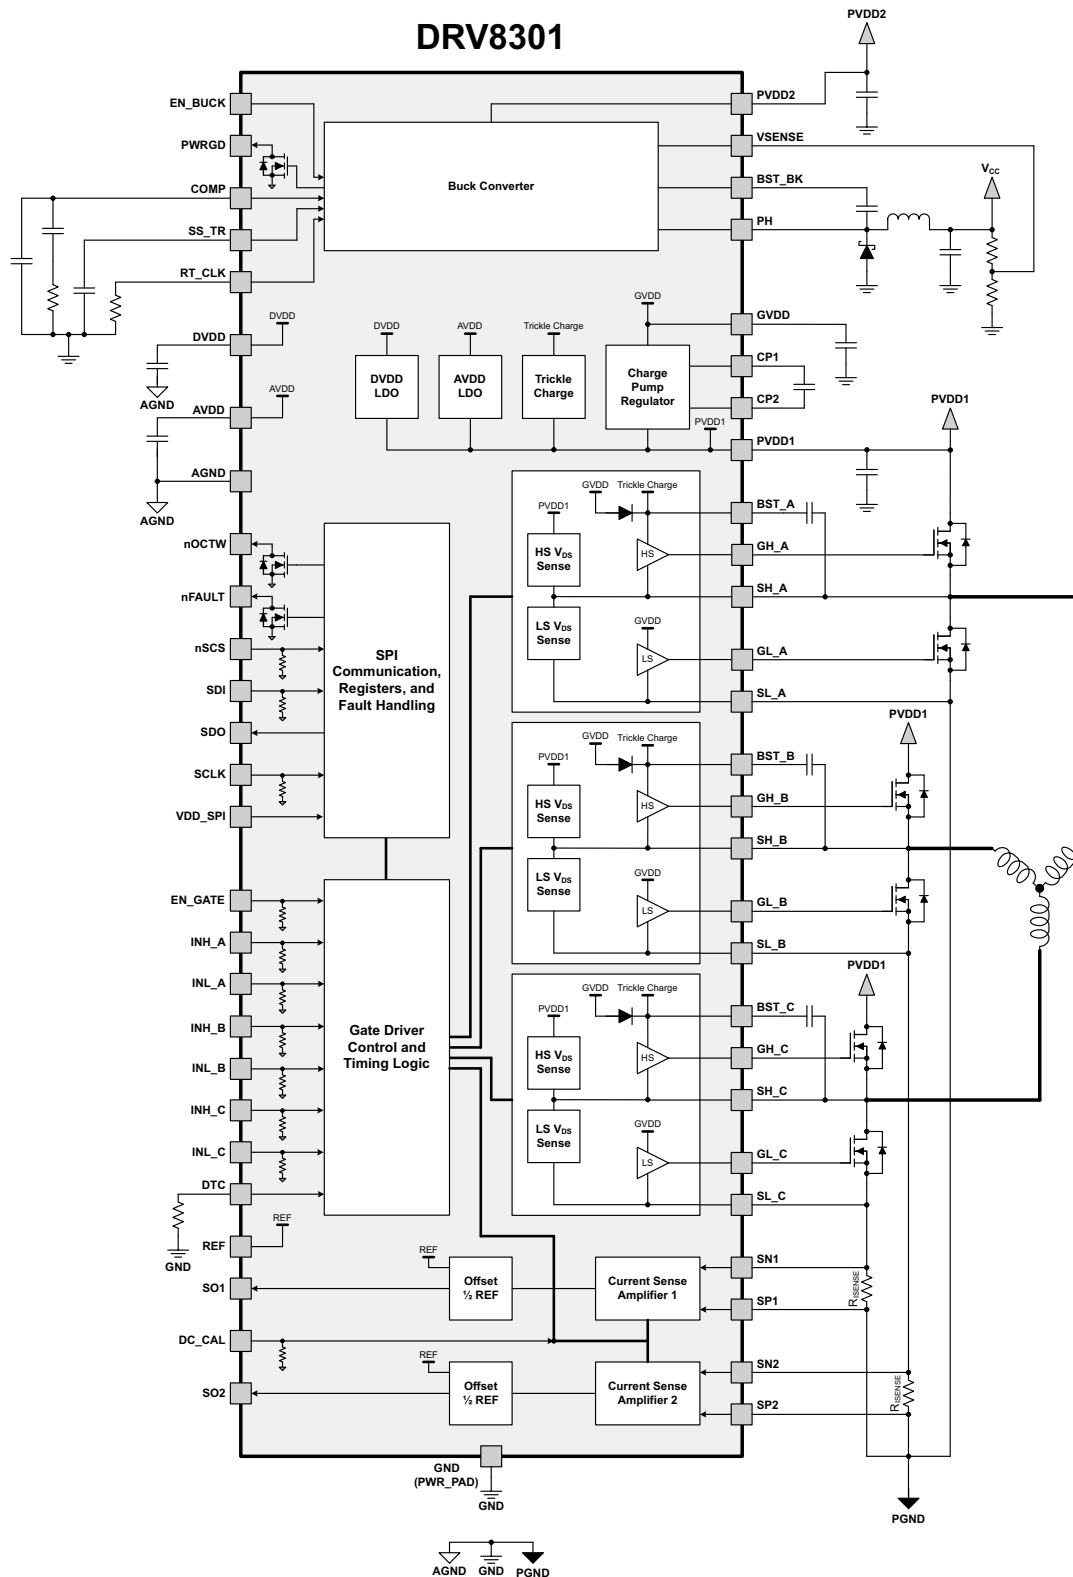 DRV8301
PVDD2
EN_BUCK
PWRGD
COMP
SS_TR
RT_CLK
Buck Converter
PVDD2
VSENSE
BST_BK
PH
VCC
DVDD
DVDD
AGND
AVDD
AVDD
AGND
AGND
DVDD
DVDD
LDO
AVDD
AVDD
LDO
Trickle Charge
Trickle
Charge
GVDD
Charge
Pump
Regulator
PVDD1
GVDD
CP1
CP2
PVDD1
PVDD1
nOCTW
nFAULT
nSCS
SDI
SDO
SCLK
VDD_SPI
SPI
Communication,
Registers, and
Fault Handling
GVDD
Trickle Charge
PVDD1
HS VDS
Sense
HS
LS VDS
Sense
GVDD
LS
BST_A
GH_A
SH_A
GL_A
SL_A
PVDD1
GVDD
Trickle Charge
PVDD1
HS VDS
Sense
HS
LS VDS
Sense
GVDD
LS
BST_B
GH_B
SH_B
GL_B
SL_B
EN_GATE
INH_A
INL_A
INH_B
INL_B
INH_C
INL_C
DTC
GND
Gate Driver
Control and
Timing Logic
PVDD1
GVDD
Trickle Charge
PVDD1
HS VDS
Sense
HS
LS VDS
Sense
GVDD
LS
BST_C
GH_C
SH_C
GL_C
SL_C
REF
REF
SO1
DC_CAL
SO2
REF
Offset
½ REF
Current Sense
Amplifier 1
SN1
SP1
RISENSE
REF
Offset
½ REF
Current Sense
Amplifier 2
SN2
SP2
RISENSE
GND
(PWR_PAD)
GND
PGND
AGND
GND
PGND